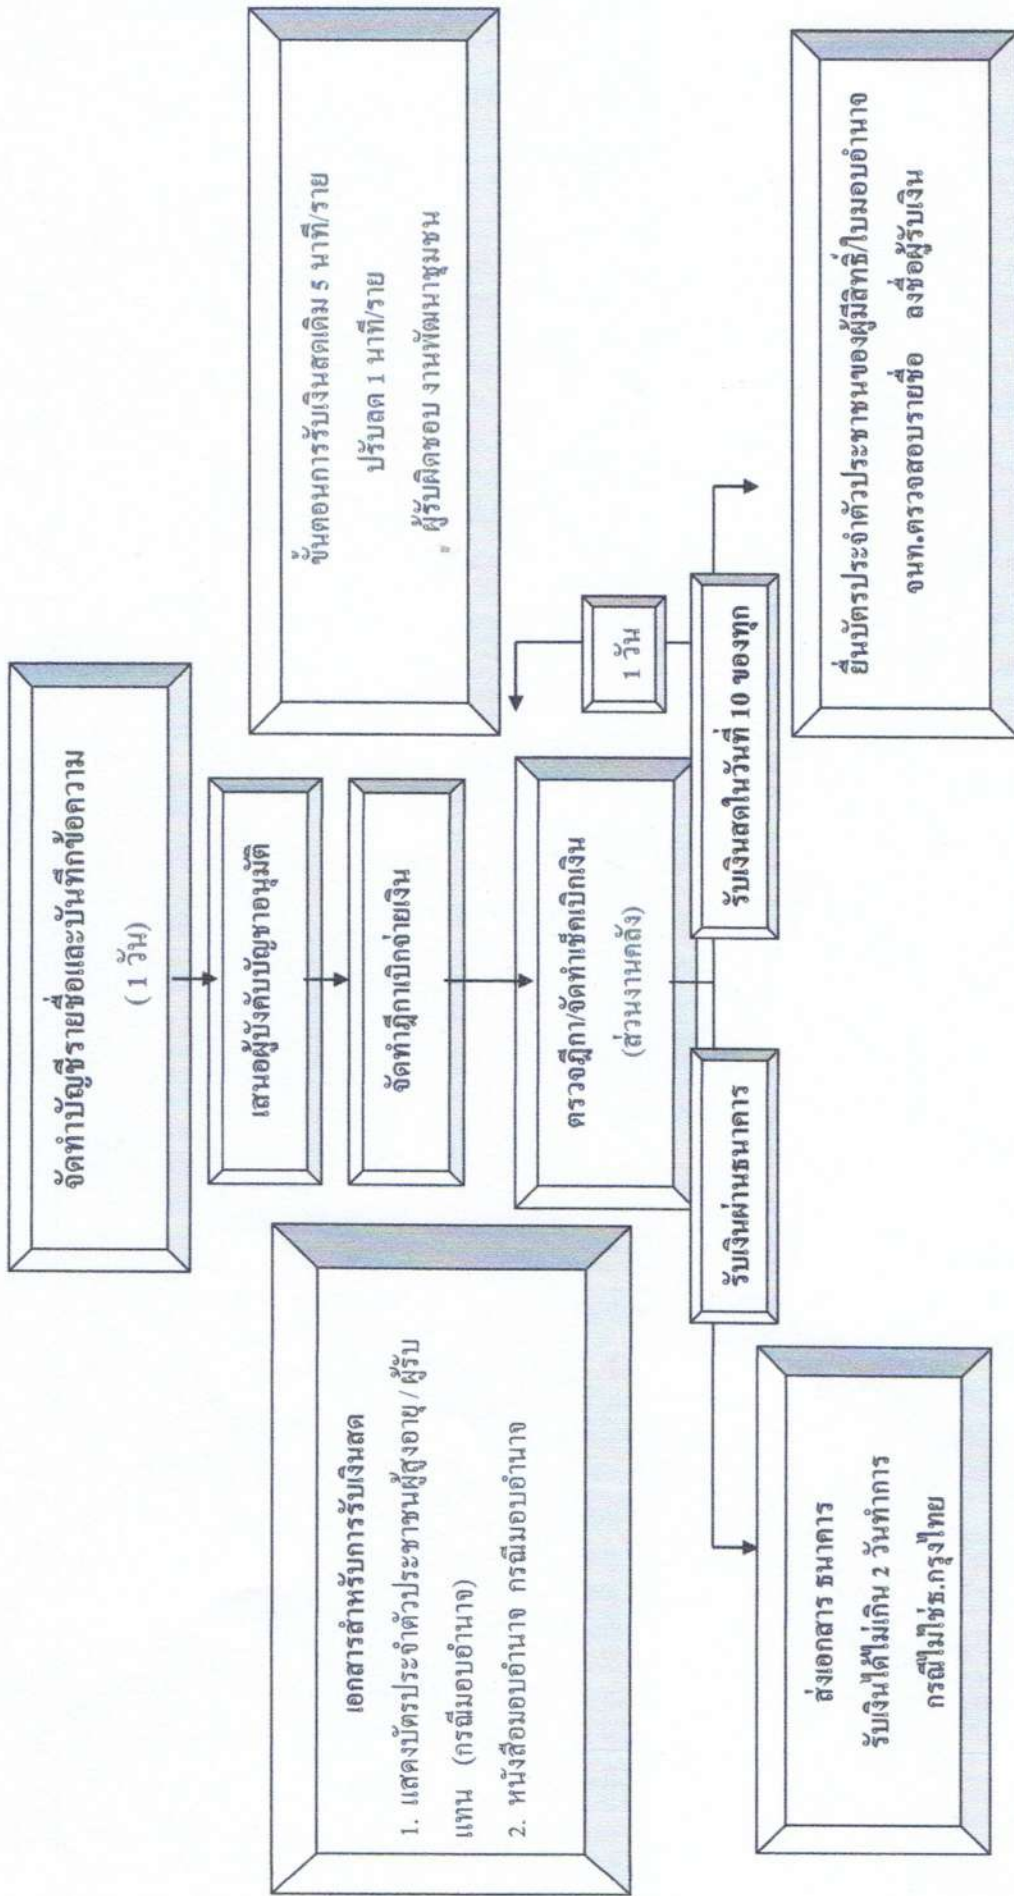 จัดทำบัญชีรายชื่อและบันทึกข้อความ
( 1 วัน)
เสนอผู้บังคับบัญชาอนุมัติ
จัดทำฎีกาเบิกจ่ายเงิน
ตรวจฎีกา/จัดทำเช็คเบิกเงิน
(ส่วนงานคลัง)
เอกสารสำหรับการรับเงินสด
1. แสดงบัตรประจำตัวประชาชนผู้สูงอายุ / ผู้รับ
แทน (กรณีมอบอำนาจ)
2. หนังสือมอบอำนาจ กรณีมอบอำนาจ
ขั้นตอนการรับเงินสดเดิม 5 นาที/ราย
ปรับลด 1 นาที/ราย
ผู้รับผิดชอบ งานพัฒนาชุมชน
1 วัน
รับเงินผ่านธนาคาร
รับเงินสดในวันที่ 10 ของทุก
ส่งเอกสาร ธนาคาร
รับเงินได้ไม่เกิน 2 วันทำการ
กรณีไม่ใช่ธ.กรุงไทย
ยื่นบัตรประจำตัวประชาชนของผู้มีสิทธิ์/ใบมอบอำนาจ
จนท.ตรวจสอบรายชื่อ ลงชื่อผู้รับเงิน